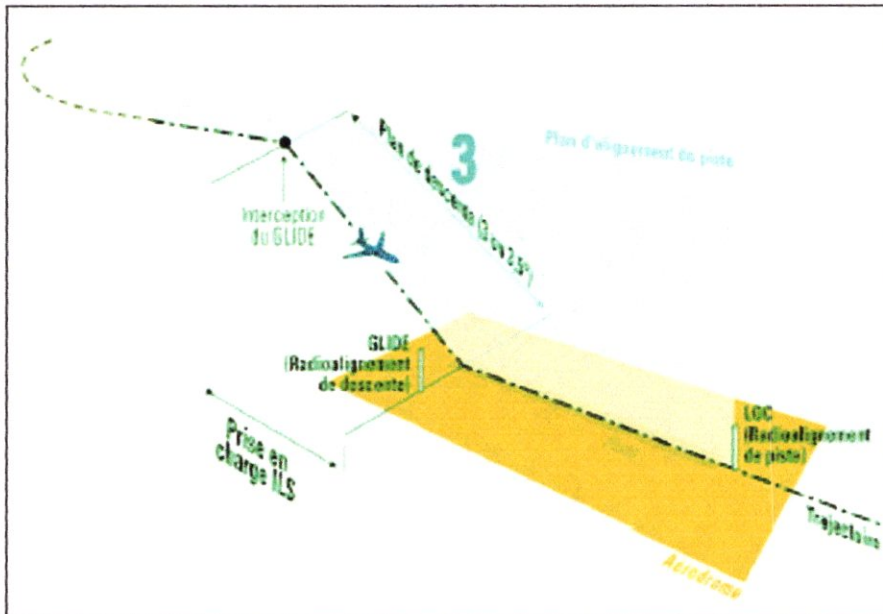 3
Plan d'alignement de piste
Plan de descente (3 ou 2,5°)
Interception
du GLIDE
GLIDE
(Radioalignement
de descente)
LOC
(Radioalignement
de piste)
Prise en
charge ILS
Trajectoire
Aérodrome